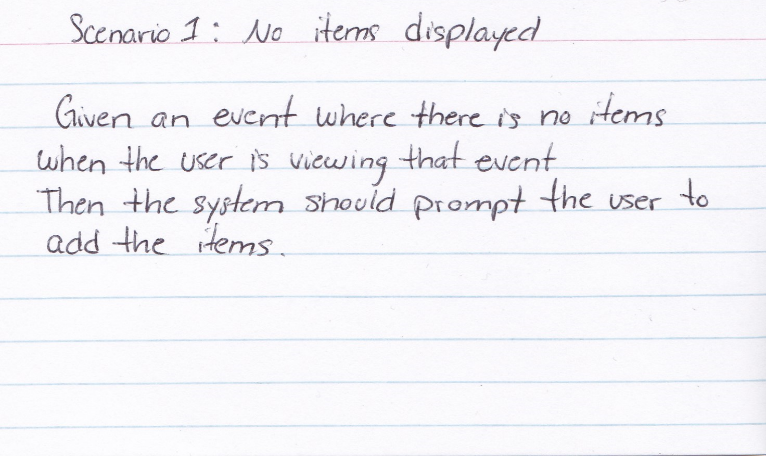 Scenario 1: No items displayed
Given an event where there is no items
when the user is viewing that event
Then the system should prompt the user to
add the items.